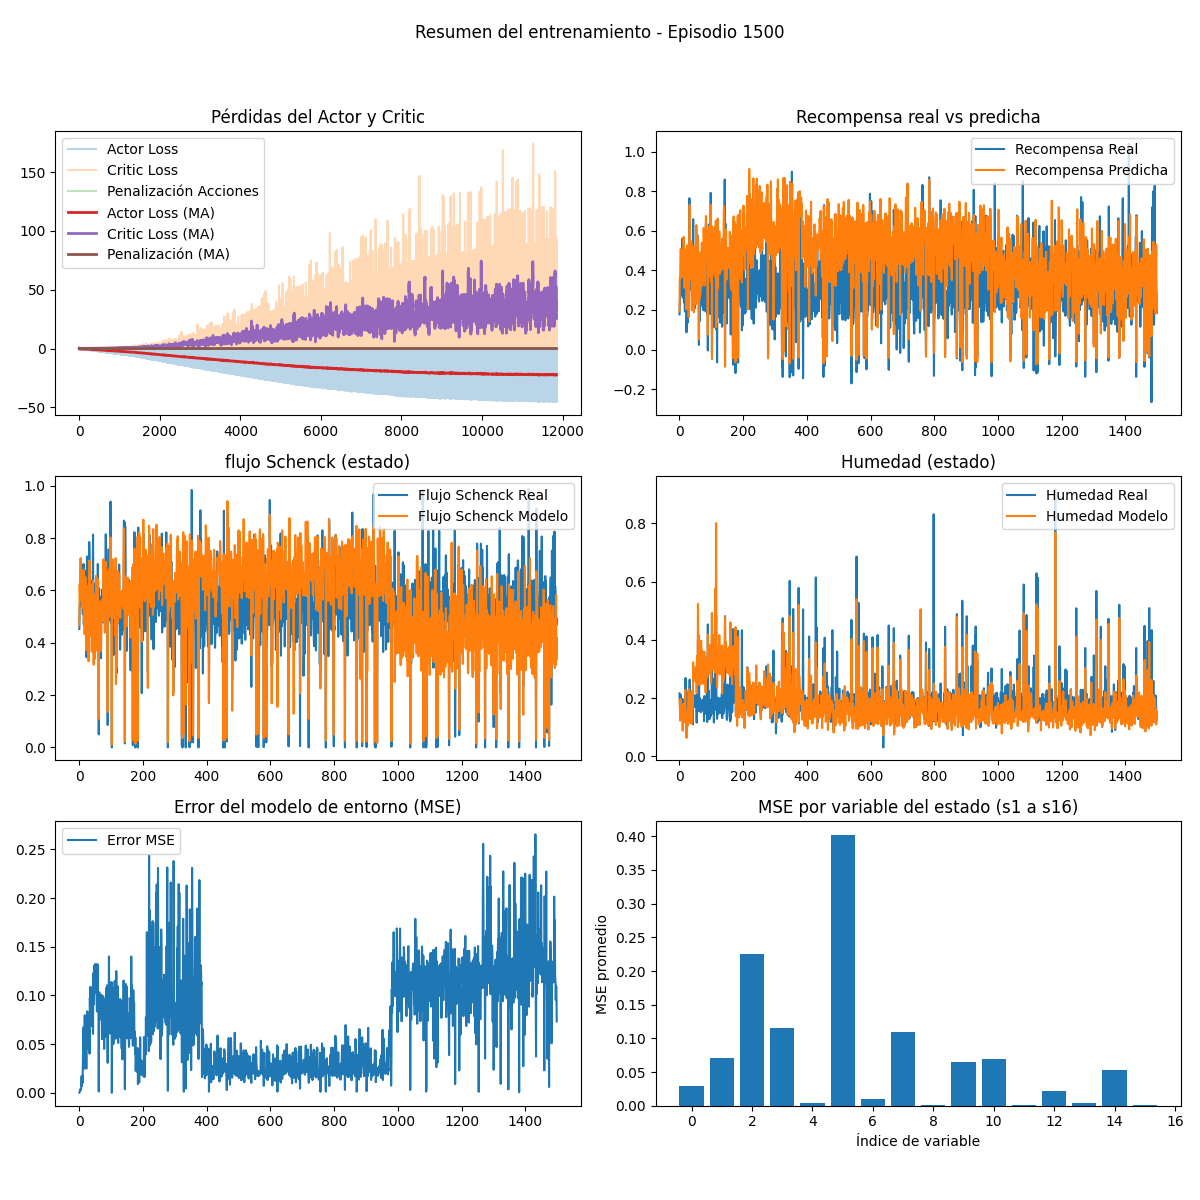 Resumen del entrenamiento - Episodio 1500
Pérdidas del Actor y Critic
Actor Loss
Critic Loss
Penalización Acciones
Actor Loss (MA)
Critic Loss (MA)
Penalización (MA)
150
100
50
0
−50
0 2000 4000 6000 8000 10000 12000
Recompensa real vs predicha
Recompensa Real
Recompensa Predicha
1.0
0.8
0.6
0.4
0.2
0.0
−0.2
0 200 400 600 800 1000 1200 1400
flujo Schenck (estado)
Flujo Schenck Real
Flujo Schenck Modelo
1.0
0.8
0.6
0.4
0.2
0.0
0 200 400 600 800 1000 1200 1400
Humedad (estado)
Humedad Real
Humedad Modelo
0.8
0.6
0.4
0.2
0.0
0 200 400 600 800 1000 1200 1400
Error del modelo de entorno (MSE)
Error MSE
0.25
0.20
0.15
0.10
0.05
0.00
0 200 400 600 800 1000 1200 1400
MSE por variable del estado (s1 a s16)
MSE promedio
0.40
0.35
0.30
0.25
0.20
0.15
0.10
0.05
0.00
0 2 4 6 8 10 12 14 16
Índice de variable